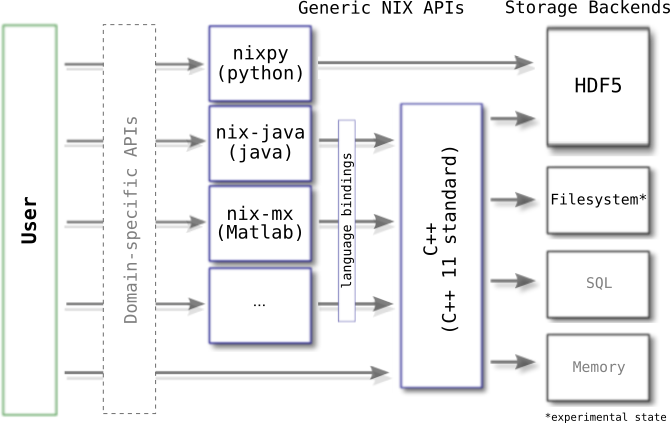 Generic NIX APIs
Storage Backends
User
Domain-specific APIs
nixpy
(python)
nix-java
(java)
nix-mx
(Matlab)
...
language bindings
C++
(C++ 11 standard)
HDF5
Filesystem*
SQL
Memory
*experimental state